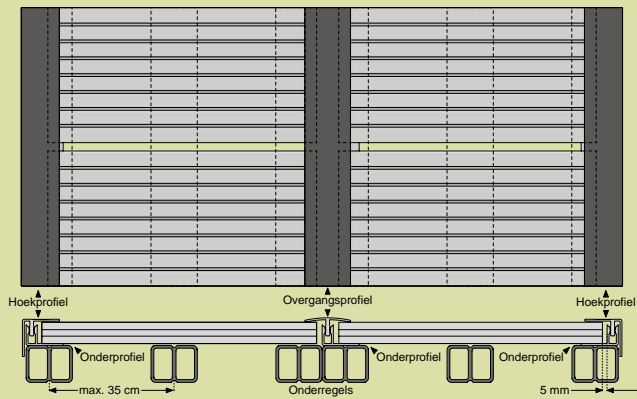 Hoekprofiel
Overgangsprofiel
Hoekprofiel
Onderprofiel
Onderprofiel
Onderprofiel
max. 35 cm
Onderregels
5 mm